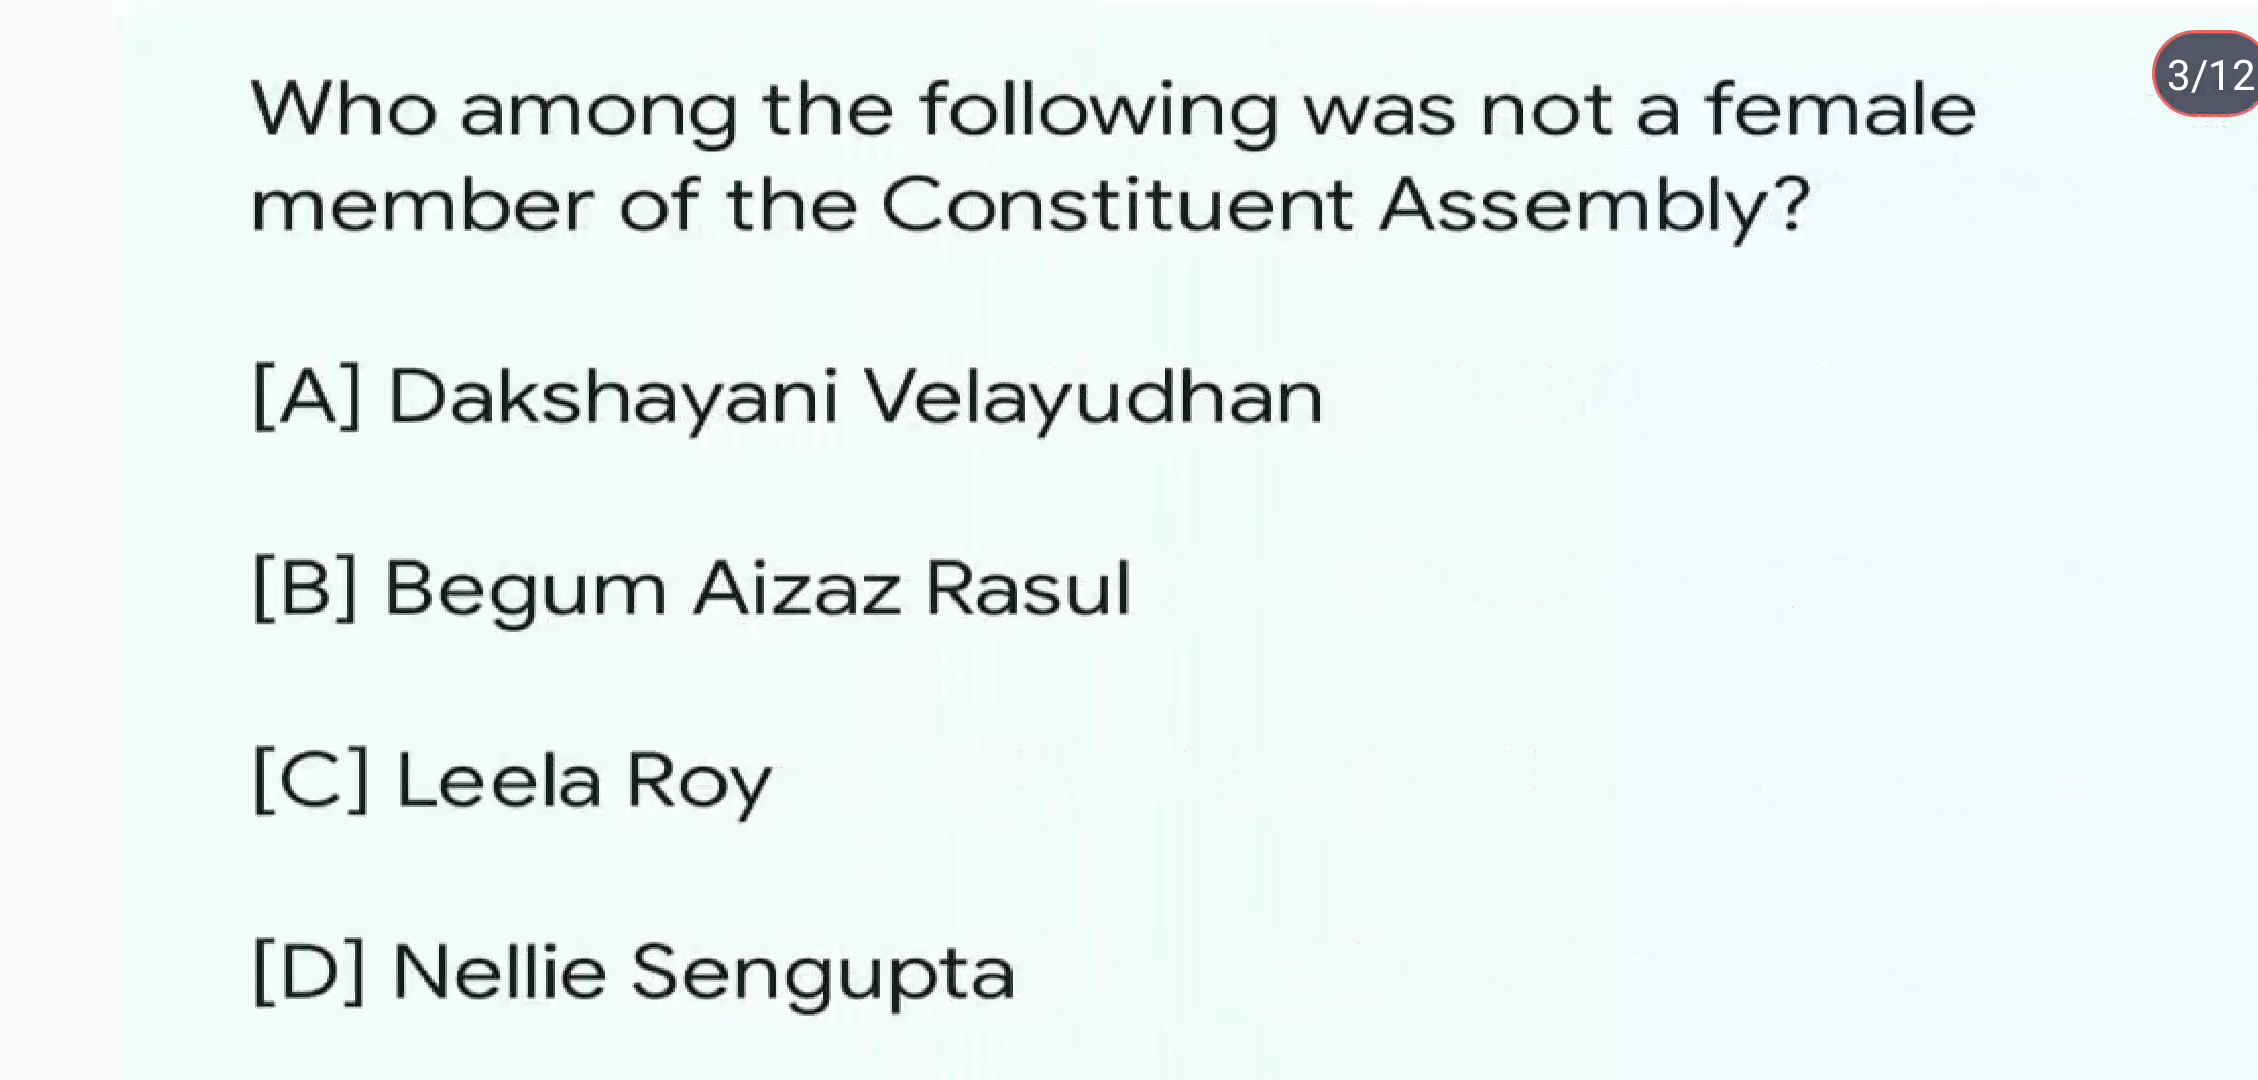 Who among the following was not a female
3/12
member of the Constituent Assembly?
[A] Dakshayani Velayudhan
[B] Begum Aizaz Rasul
[C] Leela Roy
[D] Nellie Sengupta